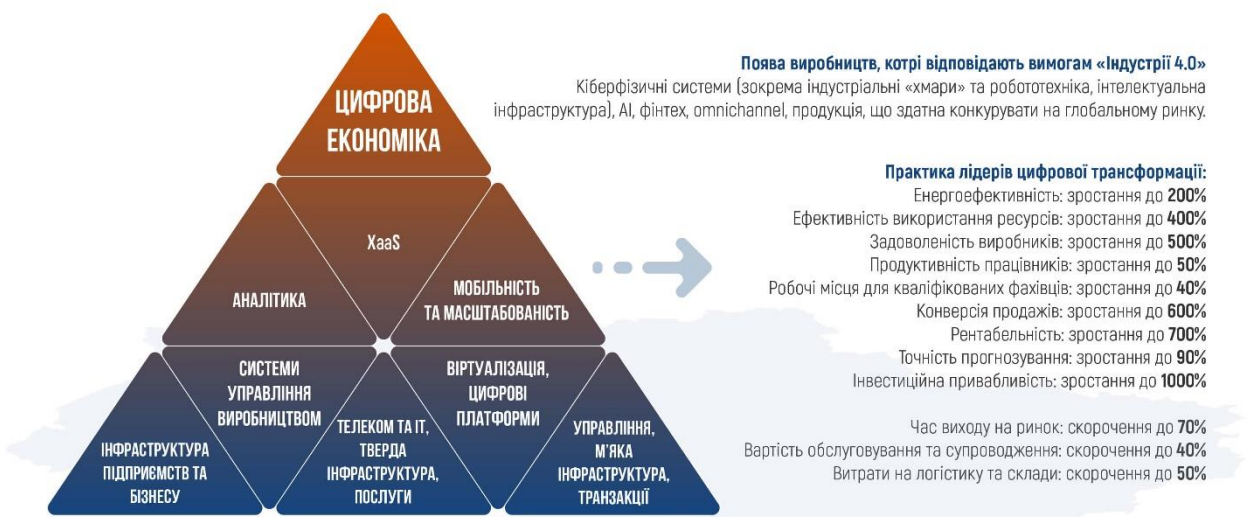 ЦИФРОВА
ЕКОНОМІКА
XaaS
АНАЛІТИКА
МОБІЛЬНІСТЬ
ТА МАСШТАБОВАНІСТЬ
СИСТЕМИ
УПРАВЛІННЯ
ВИРОБНИЦТВОМ
ВІРТУАЛІЗАЦІЯ,
ЦИФРОВІ
ПЛАТФОРМИ
ІНФРАСТРУКТУРА
ПІДПРИЄМСТВ ТА
БІЗНЕСУ
ТЕЛЕКОМ ТА ІТ,
ТВЕРДА
ІНФРАСТРУКТУРА,
ПОСЛУГИ
УПРАВЛІННЯ,
М'ЯКА
ІНФРАСТРУКТУРА,
ТРАНЗАКЦІЇ
Поява виробництв, котрі відповідають вимогам «Індустрії 4.0»
Кіберфізичні системи (зокрема індустріальні «хмари» та робототехніка, інтелектуальна
інфраструктура), АІ, фінтех, omnichannel, продукція, що здатна конкурувати на глобальному ринку.
Практика лідерів цифрової трансформації:
Енергоефективність: зростання до 200%
Ефективність використання ресурсів: зростання до 400%
Задоволеність виробників: зростання до 500%
Продуктивність працівників: зростання до 50%
Робочі місця для кваліфікованих фахівців: зростання до 40%
Конверсія продажів: зростання до 600%
Рентабельність: зростання до 700%
Точність прогнозування: зростання до 90%
Інвестиційна привабливість: зростання до 1000%
Час виходу на ринок: скорочення до 70%
Вартість обслуговування та супроводження: скорочення до 40%
Витрати на логістику та склади: скорочення до 50%